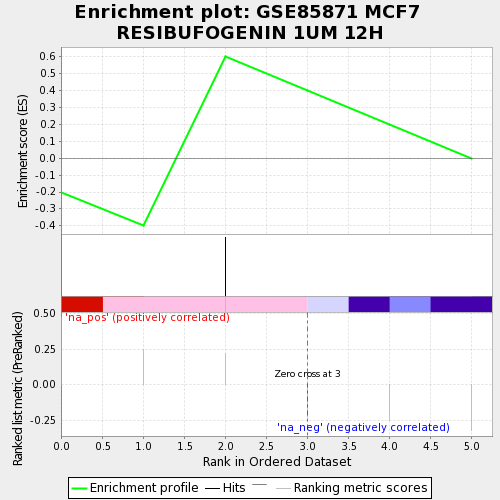 Enrichment plot: GSE85871 MCF7
RESIBUFOGENIN 1UM 12H
Enrichment score (ES)
0.6
0.5
0.4
0.3
0.2
0.1
0.0
-0.1
-0.2
-0.3
-0.4
Ranked list metric (PreRanked)
0.50
0.25
0.00
-0.25
'na_pos' (positively correlated)
Zero cross at 3
'na_neg' (negatively correlated)
0.0 0.5 1.0 1.5 2.0 2.5 3.0 3.5 4.0 4.5 5.0
Rank in Ordered Dataset
Enrichment profile Hits Ranking metric scores